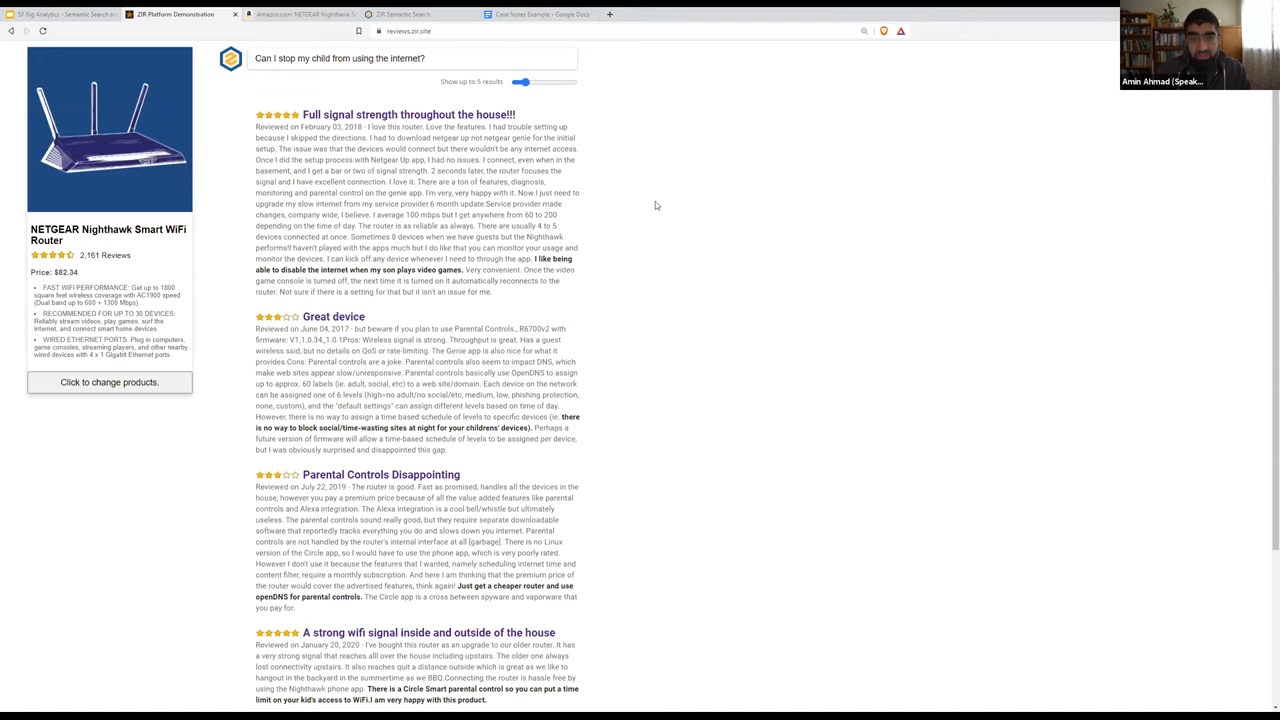 SF Big Analytics - Semantic Search an
ZIR Platform Demonstration
Amazon.com: NETGEAR Nighthawk S
ZIR Semantic Search
Case Notes Example - Google Docs
reviews.zir.site
Amin Ahmad (Speak...
Can I stop my child from using the internet?
Show up to 5 results
NETGEAR Nighthawk Smart WiFi
Router
2,161 Reviews
Price: $82.34
FAST WIFI PERFORMANCE: Get up to 1800
square feet wireless coverage with AC1900 speed
(Dual band up to 600 + 1300 Mbps).
RECOMMENDED FOR UP TO 30 DEVICES:
Reliably stream videos, play games, surf the
internet, and connect smart home devices.
WIRED ETHERNET PORTS: Plug in computers,
game consoles, streaming players, and other nearby
wired devices with 4 x 1 Gigabit Ethernet ports.
Click to change products.
Full signal strength throughout the house!!!
Reviewed on February 03, 2018 · I love this router. Love the features. I had trouble setting up
because I skipped the directions. I had to download netgear up not netgear genie for the initial
setup. The issue was that the devices would connect but there wouldn't be any internet access.
Once I did the setup process with Netgear Up app, I had no issues. I connect, even when in the
basement, and I get a bar or two of signal strength. 2 seconds later, the router focuses the
signal and I have excellent connection. I love it. There are a ton of features, diagnosis,
monitoring and parental control on the genie app. I'm very, very happy with it. Now I just need to
upgrade my slow internet from my service provider.6 month update:Service provider made
changes, company wide, I believe. I average 100 mbps but I get anywhere from 60 to 200
depending on the time of day. The router is as reliable as always. There are usually 4 to 5
devices connected at once. Sometimes 8 devices when we have guests but the Nighthawk
performs!I haven't played with the apps much but I do like that you can monitor your usage and
monitor the devices. I can kick off any device whenever I need to through the app. I like being
able to disable the internet when my son plays video games. Very convenient. Once the video
game console is turned off, the next time it is turned on it automatically reconnects to the
router. Not sure if there is a setting for that but it isn't an issue for me.
Great device
Reviewed on June 04, 2017 · but beware if you plan to use Parental Controls., R6700v2 with
firmware: V1.1.0.34_1.0.1Pros: Wireless signal is strong. Throughput is great. Has a guest
wireless ssid, but no details on QoS or rate-limiting. The Genie app is also nice for what it
provides.Cons: Parental controls are a joke. Parental controls also seem to impact DNS, which
make web sites appear slow/unresponsive. Parental controls basically use OpenDNS to assign
up to approx. 60 labels (ie. adult, social, etc) to a web site/domain. Each device on the network
can be assigned one of 6 levels (high=no adult/no social/etc, medium, low, phishing protection,
none, custom), and the "default settings" can assign different levels based on time of day.
However, there is no way to assign a time based schedule of levels to specific devices (ie. there
is no way to block social/time-wasting sites at night for your childrens' devices). Perhaps a
future version of firmware will allow a time-based schedule of levels to be assigned per device,
but I was obviously surprised and disappointed this gap.
Parental Controls Disappointing
Reviewed on July 22, 2019 · The router is good. Fast as promised, handles all the devices in the
house, however you pay a premium price because of all the value added features like parental
controls and Alexa integration. The Alexa integration is a cool bell/whistle but ultimately
useless. The parental controls sound really good, but they require separate downloadable
software that reportedly tracks everything you do and slows down you internet. Parental
controls are not handled by the router's internal interface at all [garbage]. There is no Linux
version of the Circle app, so I would have to use the phone app, which is very poorly rated.
However I don't use it because the features that I wanted, namely scheduling internet time and
content filter, require a monthly subscription. And here I am thinking that the premium price of
the router would cover the advertised features, think again! Just get a cheaper router and use
openDNS for parental controls. The Circle app is a cross between spyware and vaporware that
you pay for.
A strong wifi signal inside and outside of the house
Reviewed on January 20, 2020 · I've bought this router as an upgrade to our older router. It has
a very strong signal that reaches alll over the house including upstairs. The older one always
lost connectivity upstairs. It also reaches quit a distance outside which is great as we like to
hangout in the backyard in the summertime as we BBQ.Connecting the router is hassle free by
using the Nighthawk phone app. There is a Circle Smart parental control so you can put a time
limit on your kid's access to WiFi.I am very happy with this product.